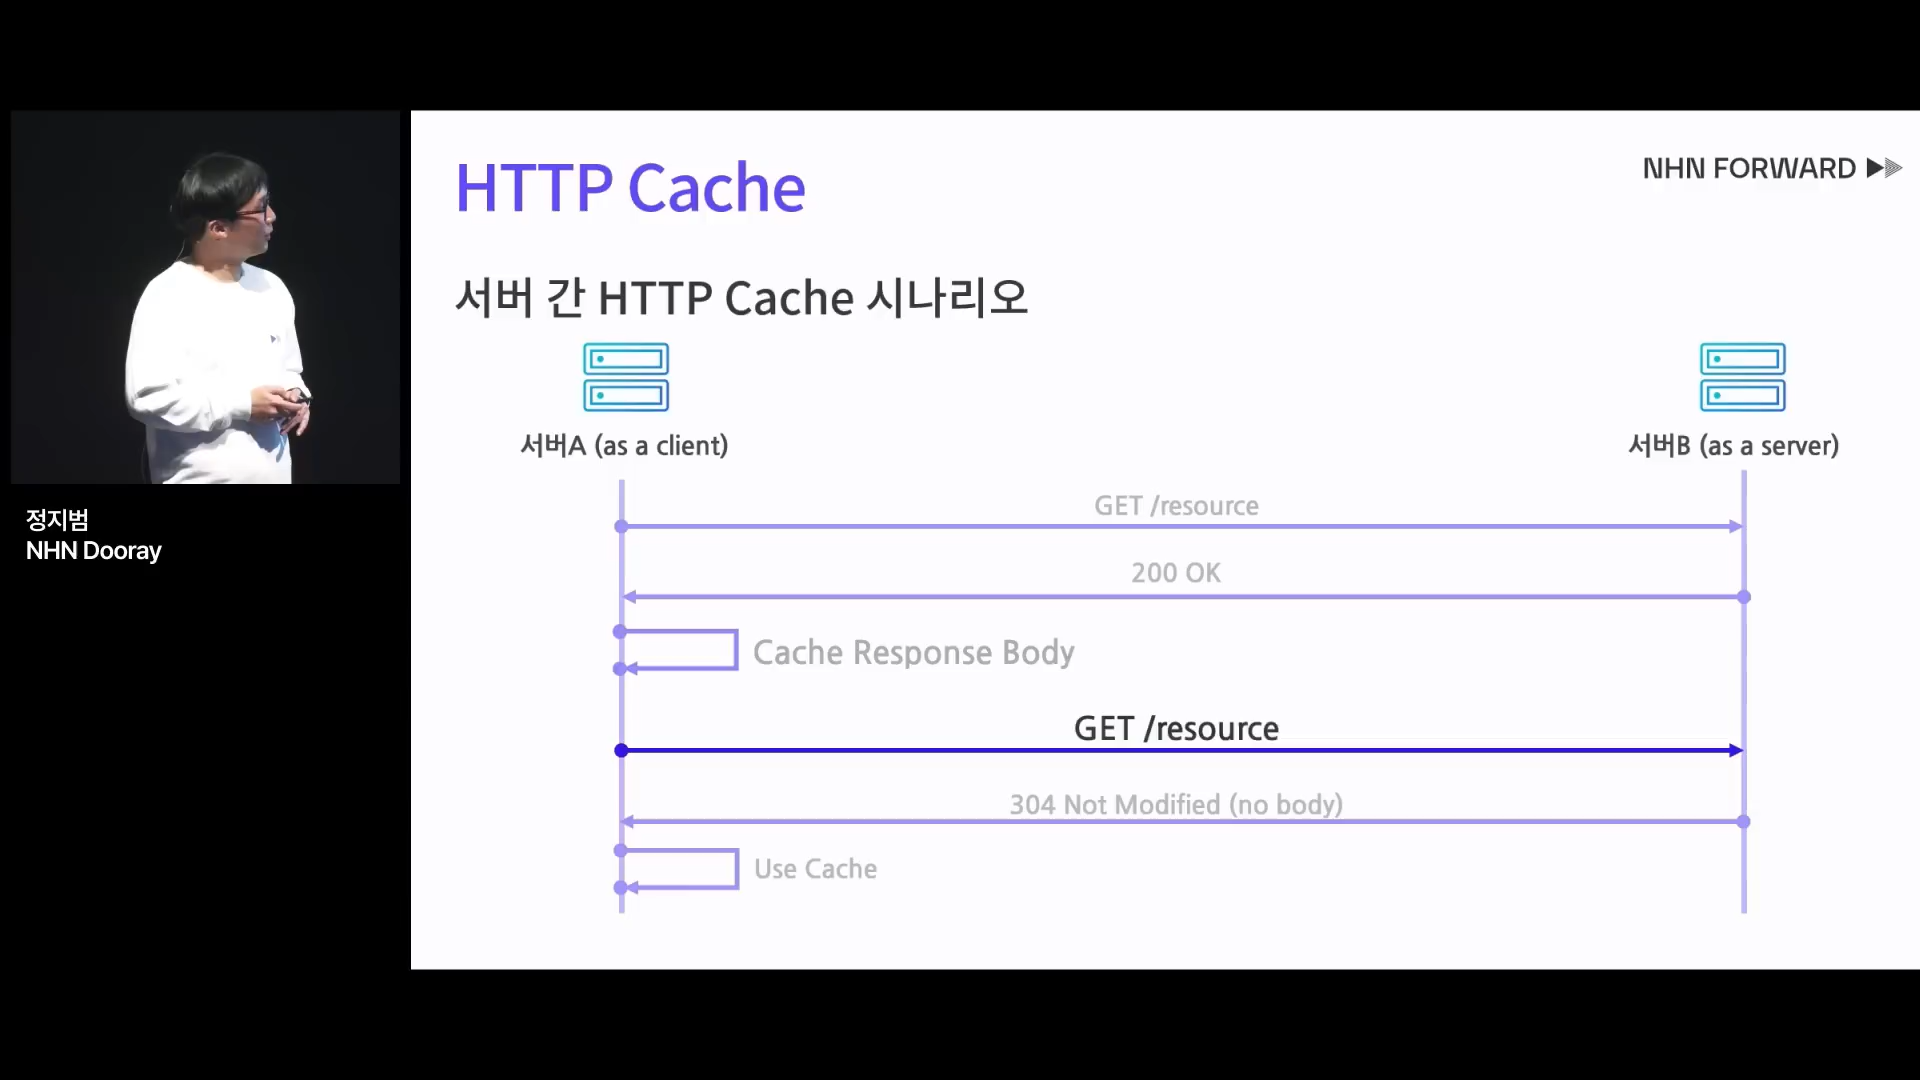 HTTP Cache
NHN FORWARD
서버 간 HTTP Cache 시나리오
서버A (as a client)
서버B (as a server)
GET /resource
200 OK
Cache Response Body
GET /resource
304 Not Modified (no body)
Use Cache
정지범
NHN Dooray